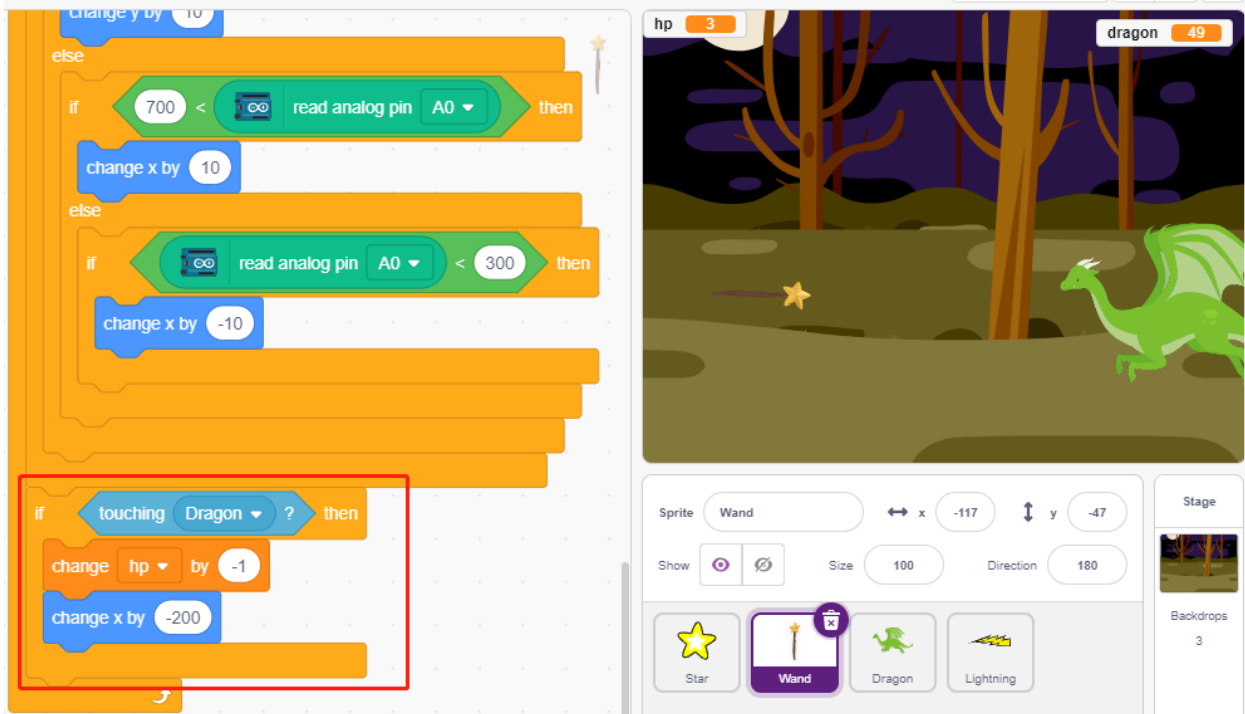 change y by 10
else
if 700 < read analog pin A0 then
change x by 10
else
if read analog pin A0 < 300 then
change x by -10
if touching Dragon ? then
change hp by -1
change x by -200
hp 3
dragon 49
Sprite Wand x -117 y -47
Show Size 100 Direction 180
Star
Wand
Dragon
Lightning
Stage
Backdrops
3